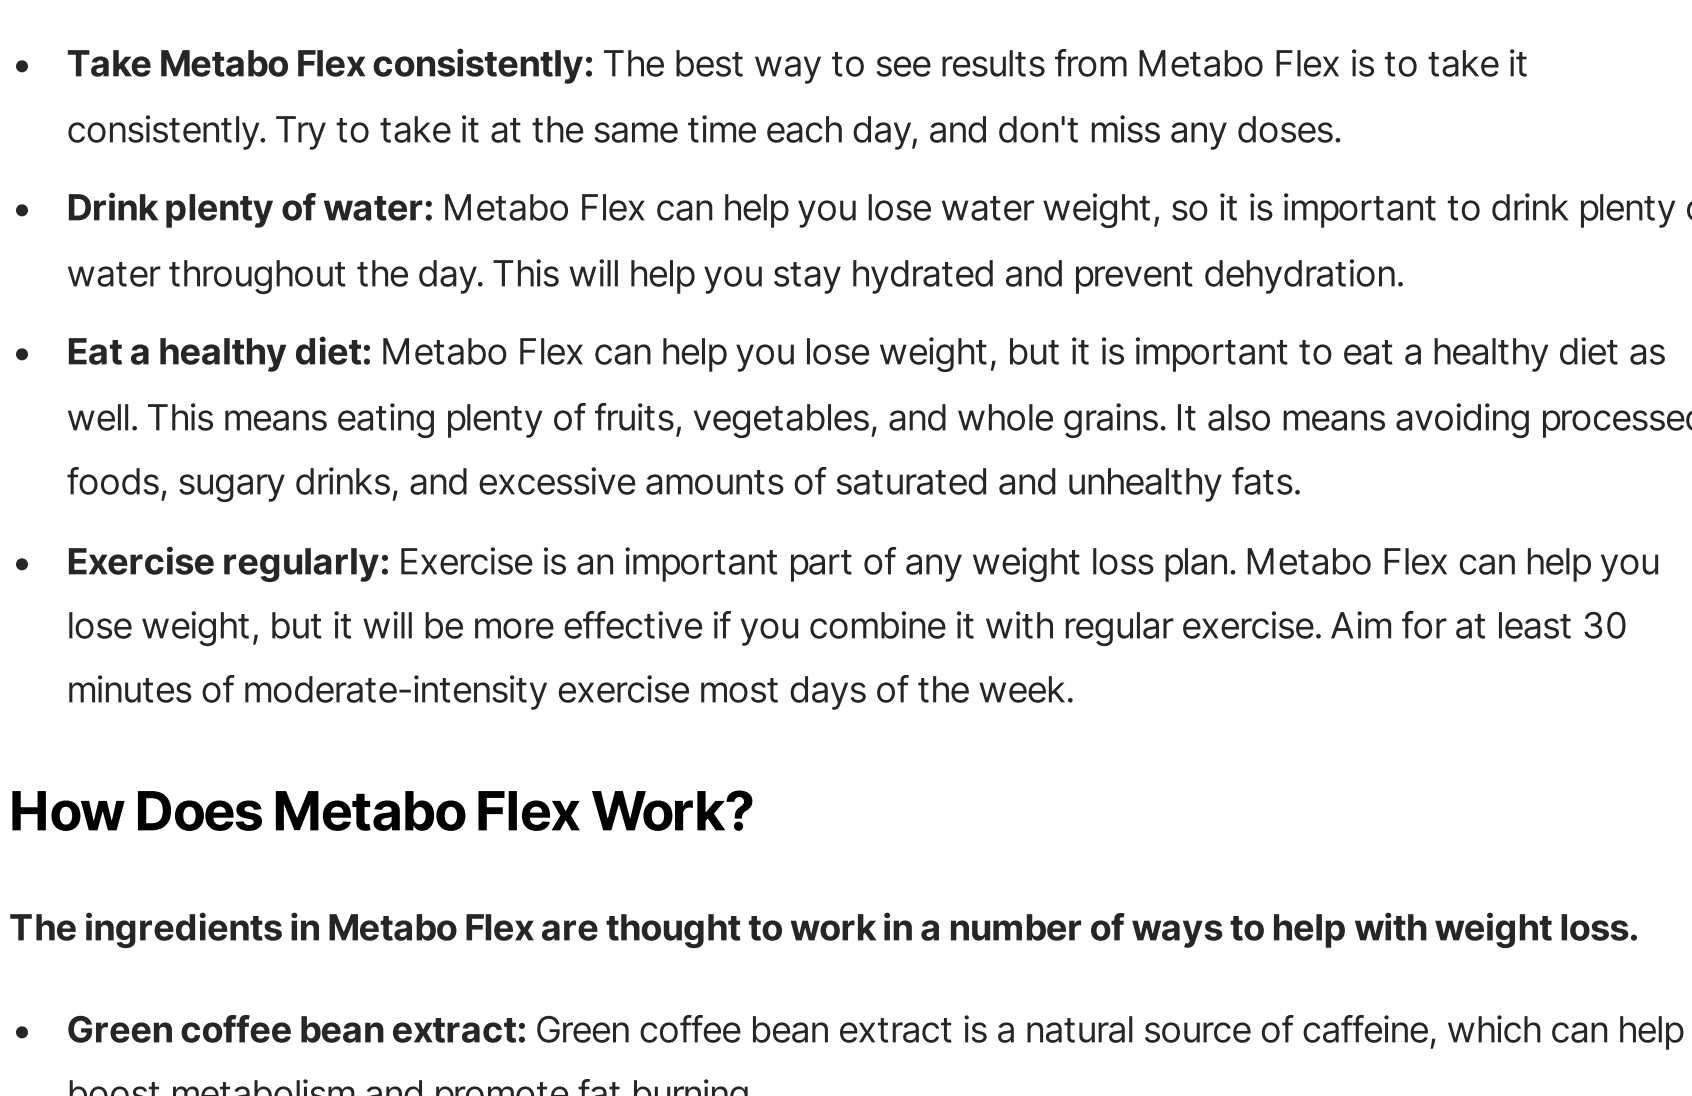 • Take Metabo Flex consistently: The best way to see results from Metabo Flex is to take it
consistently. Try to take it at the same time each day, and don't miss any doses.
• Drink plenty of water: Metabo Flex can help you lose water weight, so it is important to drink plenty
water throughout the day. This will help you stay hydrated and prevent dehydration.
• Eat a healthy diet: Metabo Flex can help you lose weight, but it is important to eat a healthy diet as
well. This means eating plenty of fruits, vegetables, and whole grains. It also means avoiding processed
foods, sugary drinks, and excessive amounts of saturated and unhealthy fats.
• Exercise regularly: Exercise is an important part of any weight loss plan. Metabo Flex can help you
lose weight, but it will be more effective if you combine it with regular exercise. Aim for at least 30
minutes of moderate-intensity exercise most days of the week.
How Does Metabo Flex Work?
The ingredients in Metabo Flex are thought to work in a number of ways to help with weight loss.
• Green coffee bean extract: Green coffee bean extract is a natural source of caffeine, which can help
boost metabolism and promote fat burning.